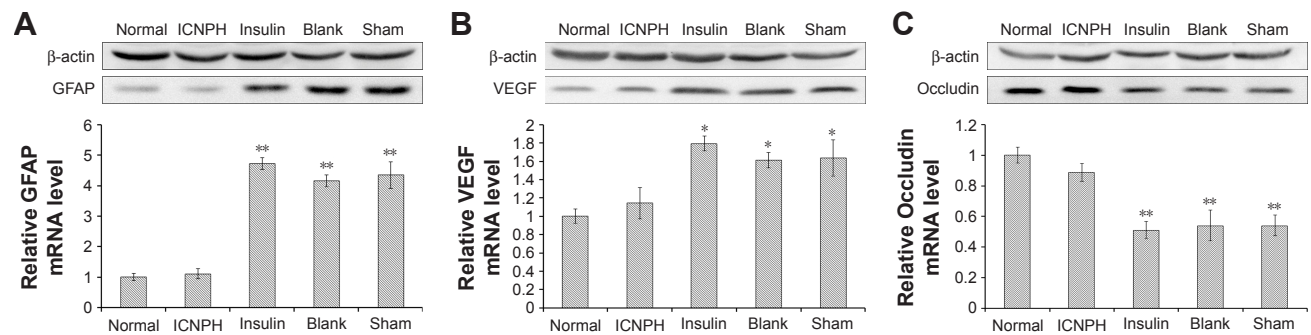 A
Normal ICNPH Insulin Blank Sham
β-actin
GFAP
Relative GFAP
mRNA level
6
5
4
3
2
1
0
** ** **
Normal ICNPH Insulin Blank Sham
B
Normal ICNPH Insulin Blank Sham
β-actin
VEGF
Relative VEGF
mRNA level
2
1.8
1.6
1.4
1.2
1
0.8
0.6
0.4
0.2
0
* * *
Normal ICNPH Insulin Blank Sham
C
Normal ICNPH Insulin Blank Sham
β-actin
Occludin
Relative Occludin
mRNA level
1.2
1
0.8
0.6
0.4
0.2
0
** ** **
Normal ICNPH Insulin Blank Sham